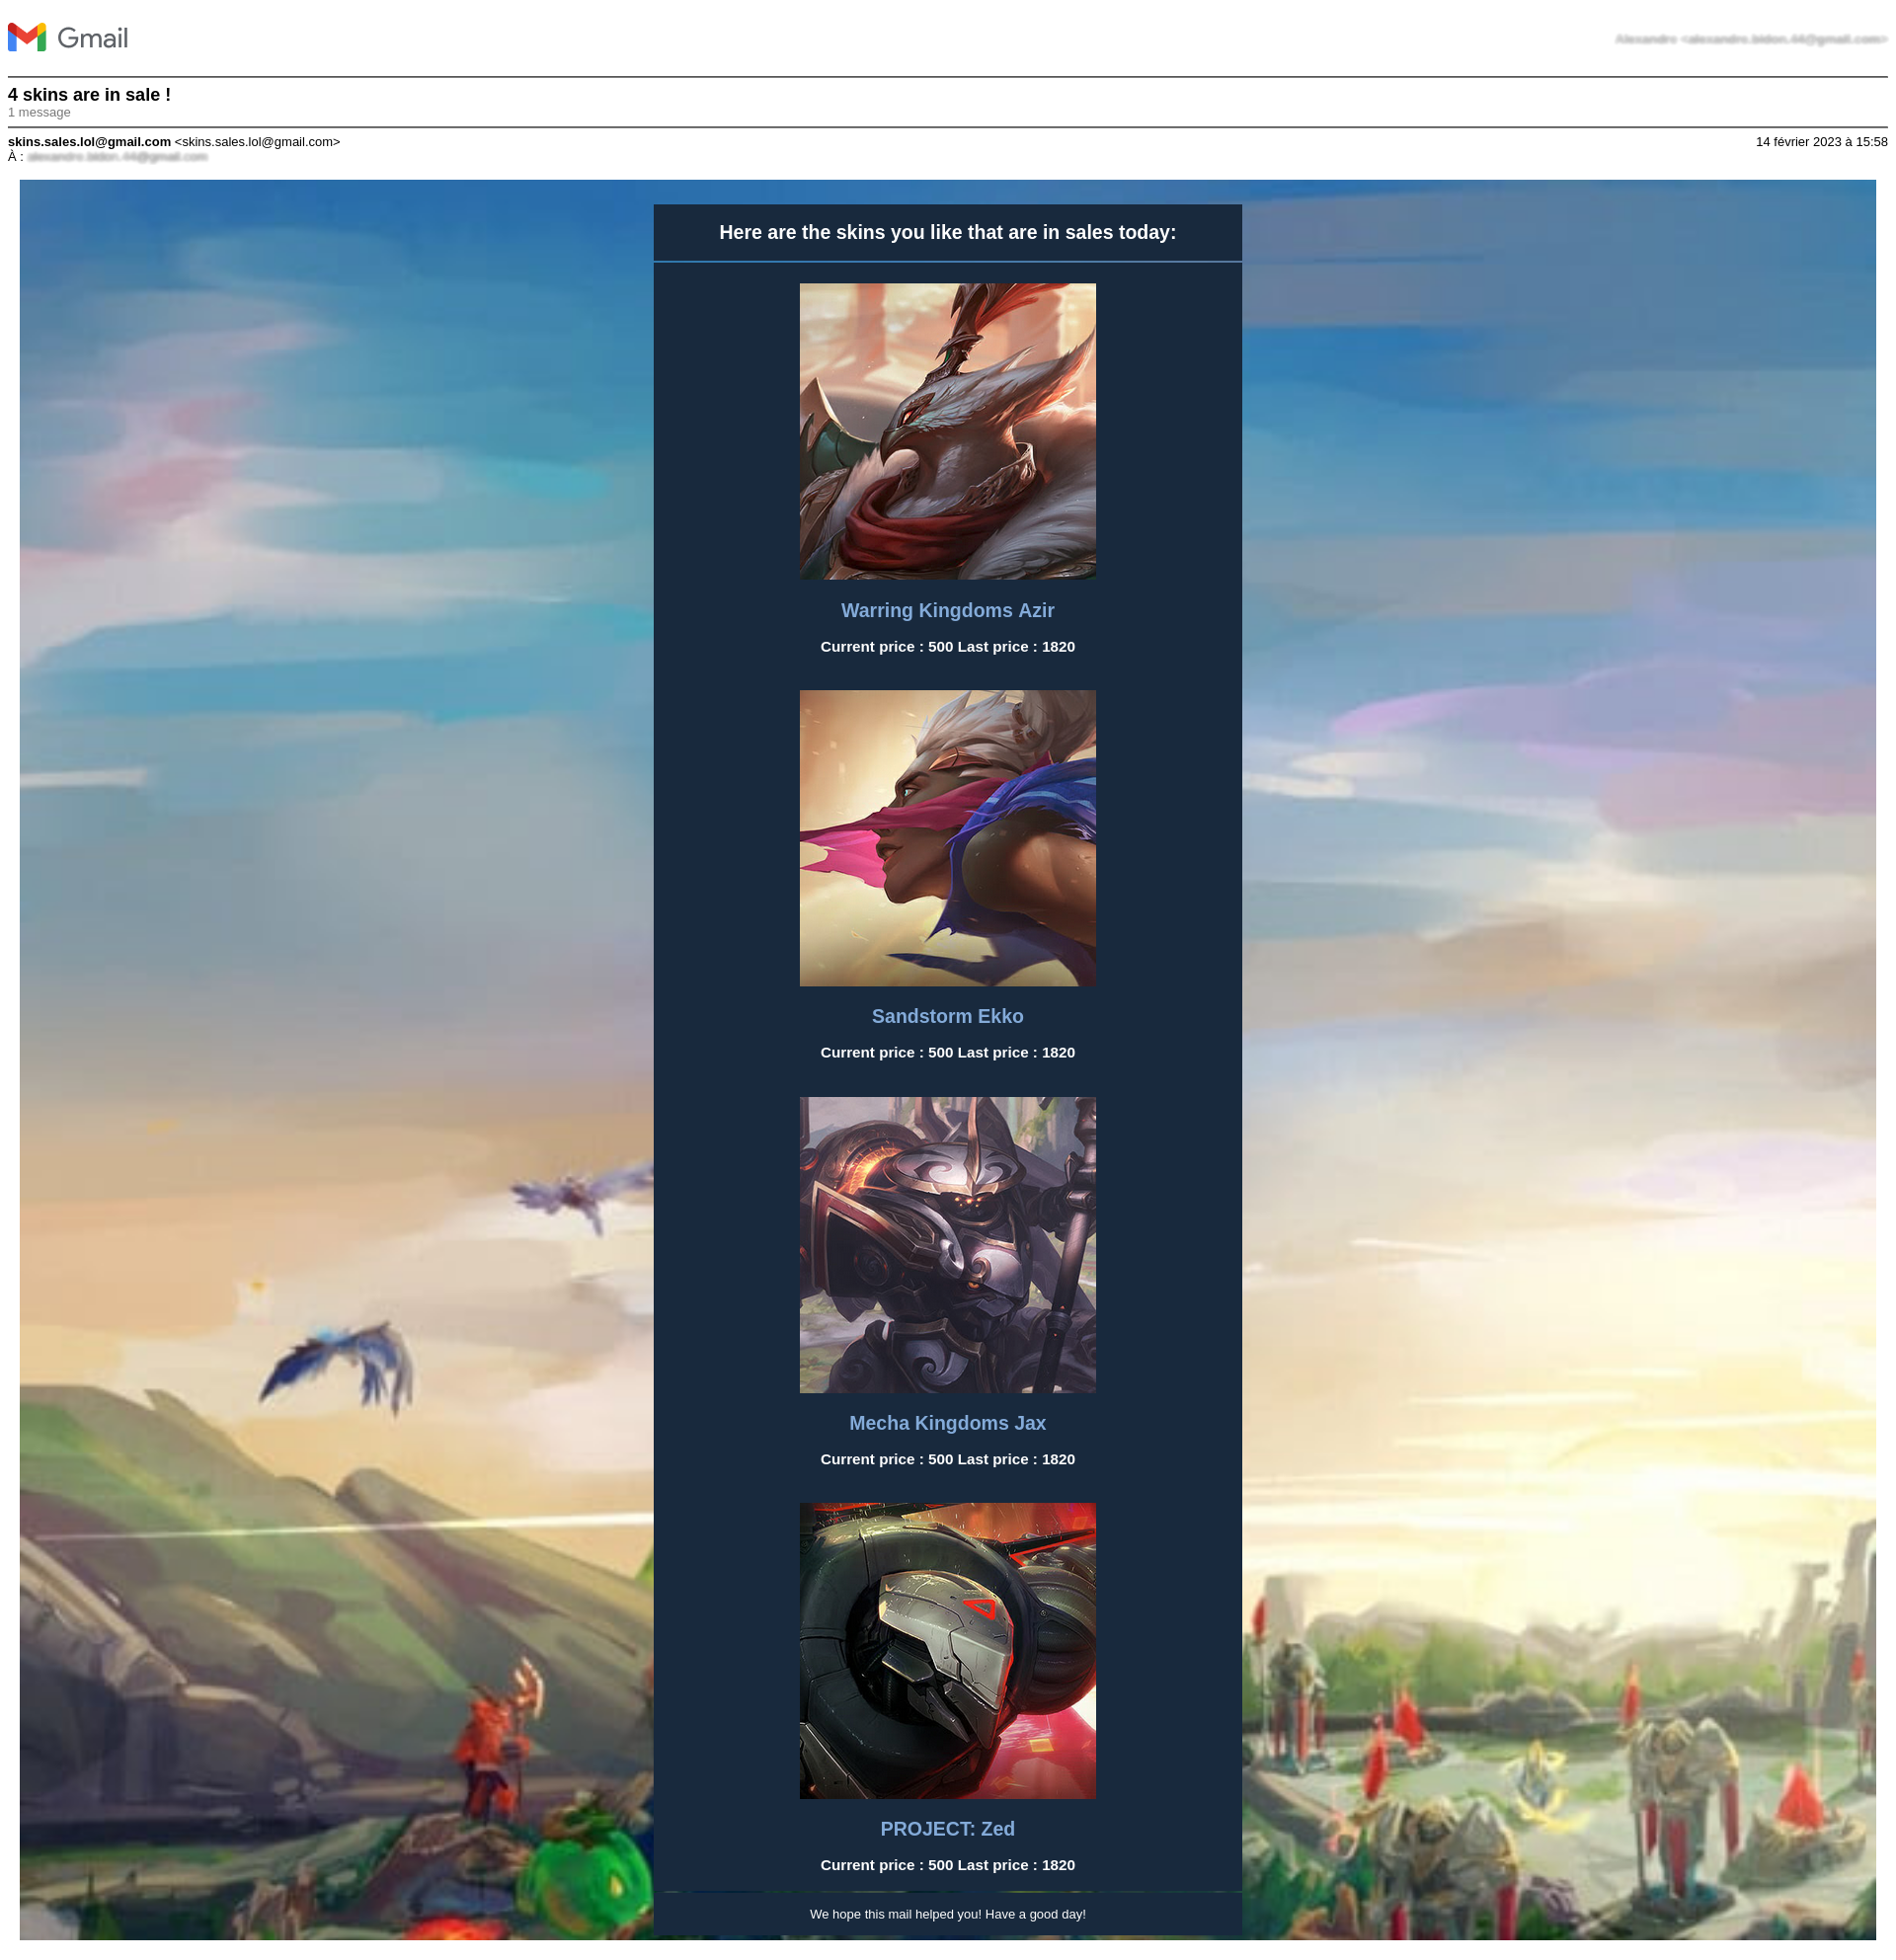 Gmail
4 skins are in sale !
1 message
skins.sales.lol@gmail.com <skins.sales.lol@gmail.com> 14 février 2023 à 15:58
À :
Here are the skins you like that are in sales today:
Warring Kingdoms Azir
Current price : 500 Last price : 1820
Sandstorm Ekko
Current price : 500 Last price : 1820
Mecha Kingdoms Jax
Current price : 500 Last price : 1820
PROJECT: Zed
Current price : 500 Last price : 1820
We hope this mail helped you! Have a good day!